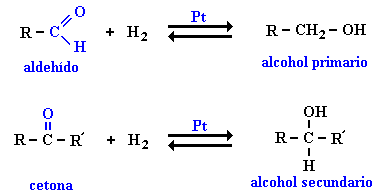 O
R – C + H₂ Pt R – CH₂ – OH
H
aldehído alcohol primario
O OH
R – C – R´ + H₂ Pt R – C – R´
H
cetona alcohol secundario